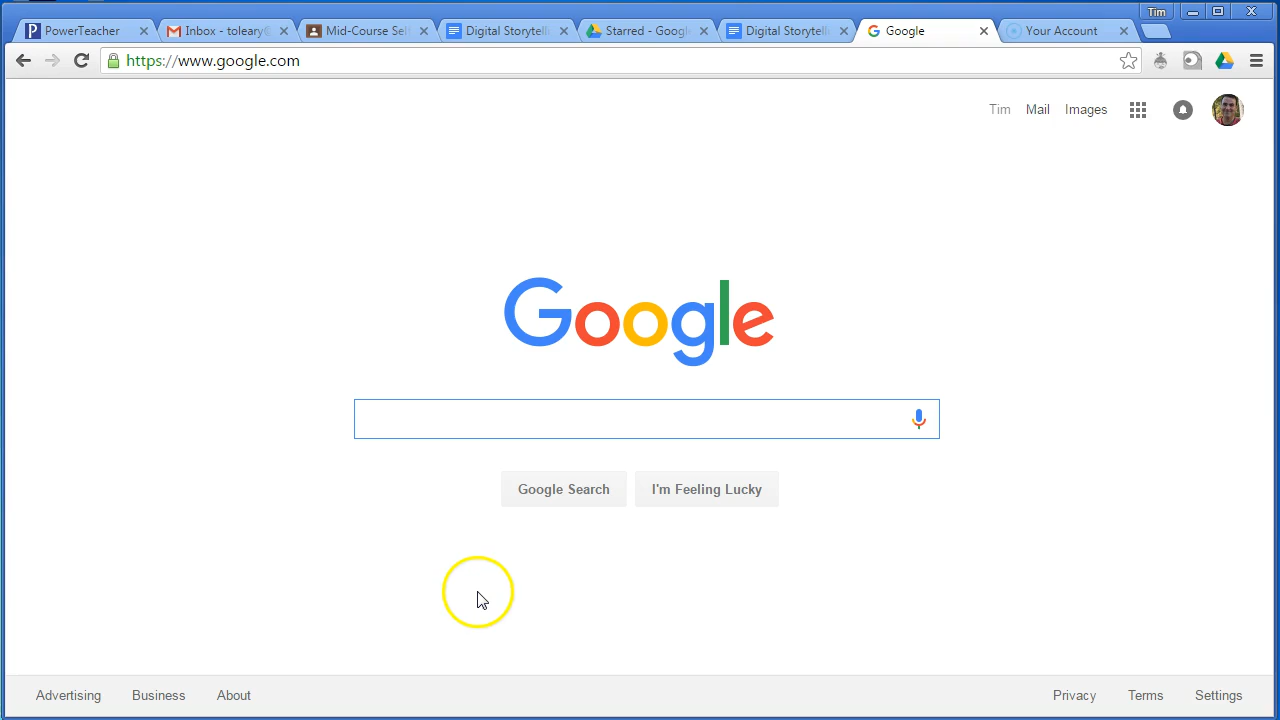 Tim
PowerTeacher
Inbox - toleary@
Mid-Course Sel
Digital Storytell
Starred - Google
Digital Storytell
Google
Your Account
https://www.google.com
Tim Mail Images
Google
Google Search I'm Feeling Lucky
Advertising Business About Privacy Terms Settings